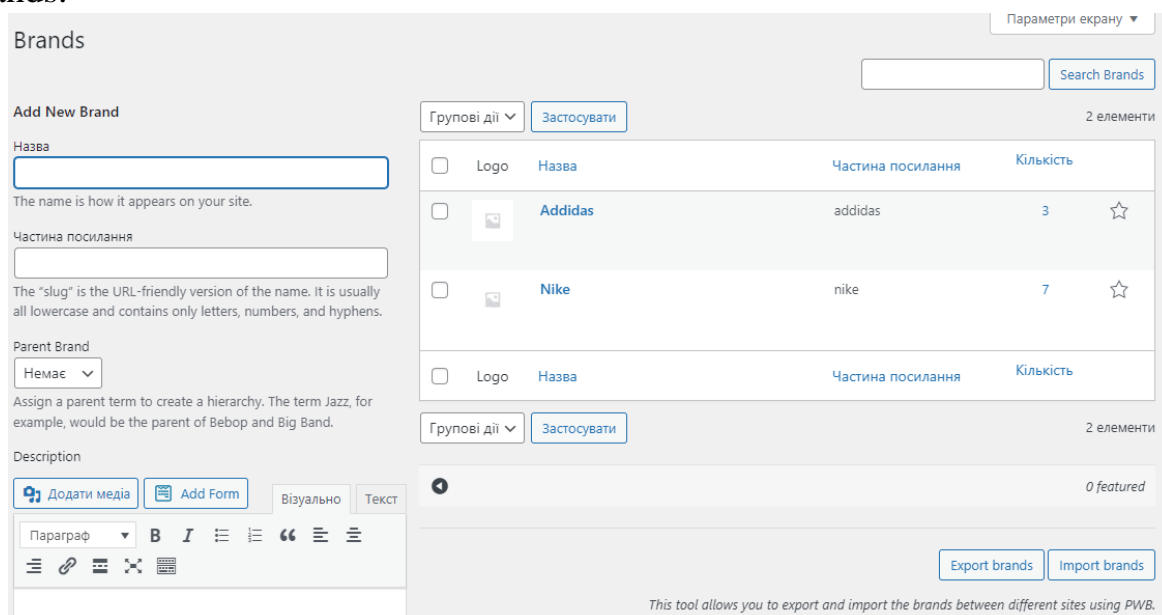 Параметри екрану ▼
Brands
Search Brands
Add New Brand
Групові дії
Застосувати
2 елементи
Назва
Logo Назва Частина посилання Кількість
The name is how it appears on your site.
Addidas addidas 3
Частина посилання
The “slug” is the URL-friendly version of the name. It is usually
all lowercase and contains only letters, numbers, and hyphens.
Nike nike 7
Parent Brand
Немає
Logo Назва Частина посилання Кількість
Assign a parent term to create a hierarchy. The term Jazz, for
example, would be the parent of Bebop and Big Band.
Групові дії
Застосувати
2 елементи
Description
Додати медіа
Add Form
Візуально
Текст
0 featured
Параграф
B I
Export brands
Import brands
This tool allows you to export and import the brands between different sites using PWB.